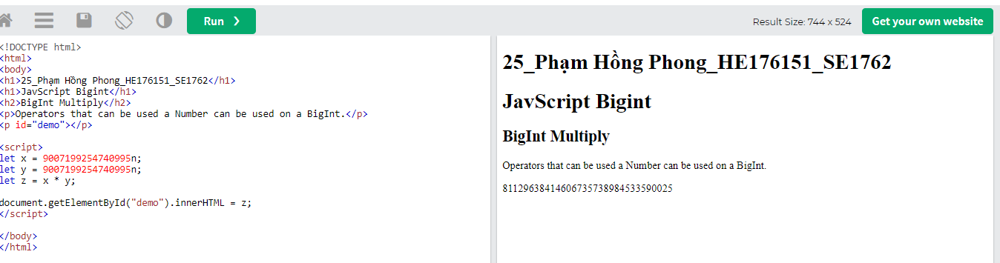 Run ❯
Result Size: 744 x 524
Get your own website
<!DOCTYPE html>
<html>
<body>
<h1>25_Phạm Hồng Phong_HE176151_SE1762</h1>
<h1>JavScript Bigint</h1>
<h2>BigInt Multiply</h2>
<p>Operators that can be used a Number can be used on a BigInt.</p>
<p id="demo"></p>
<script>
let x = 9007199254740995n;
let y = 9007199254740995n;
let z = x * y;
document.getElementById("demo").innerHTML = z;
</script>
</body>
</html>
25_Phạm Hồng Phong_HE176151_SE1762
JavScript Bigint
BigInt Multiply
Operators that can be used a Number can be used on a BigInt.
81129638414606735738984533590025